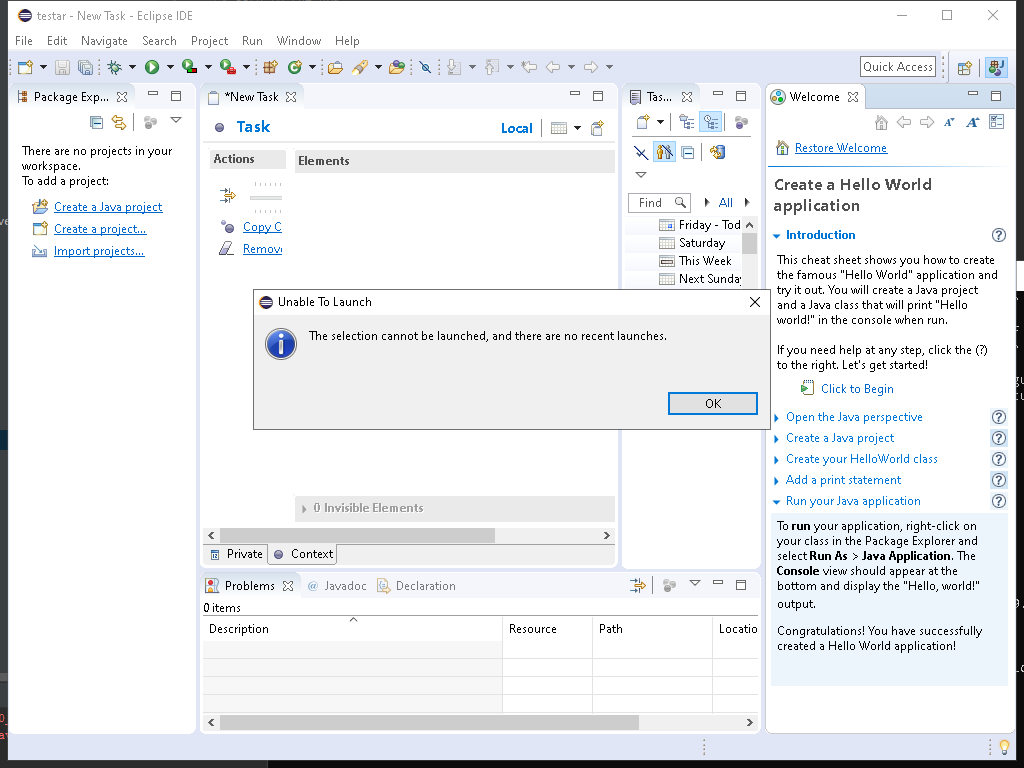 testar - New Task - Eclipse IDE
File Edit Navigate Search Project Run Window Help
Quick Access
Package Exp...
There are no projects in your
workspace.
To add a project:
Create a Java project
Create a project...
Import projects...
*New Task
Task
Local
Actions
Elements
Copy C
Remov
0 Invisible Elements
Private
Context
Tas...
Find
All
Friday - Tod
Saturday
This Week
Next Sunda
Welcome
Restore Welcome
Create a Hello World
application
Introduction
This cheat sheet shows you how to create
the famous "Hello World" application and
try it out. You will create a Java project
and a Java class that will print "Hello
world!" in the console when run.
If you need help at any step, click the (?)
to the right. Let's get started!
Click to Begin
Open the Java perspective
Create a Java project
Create your HelloWorld class
Add a print statement
Run your Java application
To run your application, right-click on
your class in the Package Explorer and
select Run As > Java Application. The
Console view should appear at the
bottom and display the "Hello, world!"
output.
Congratulations! You have successfully
created a Hello World application!
Unable To Launch
The selection cannot be launched, and there are no recent launches.
OK
Problems
@ Javadoc
Declaration
0 items
Description Resource Path Locatio